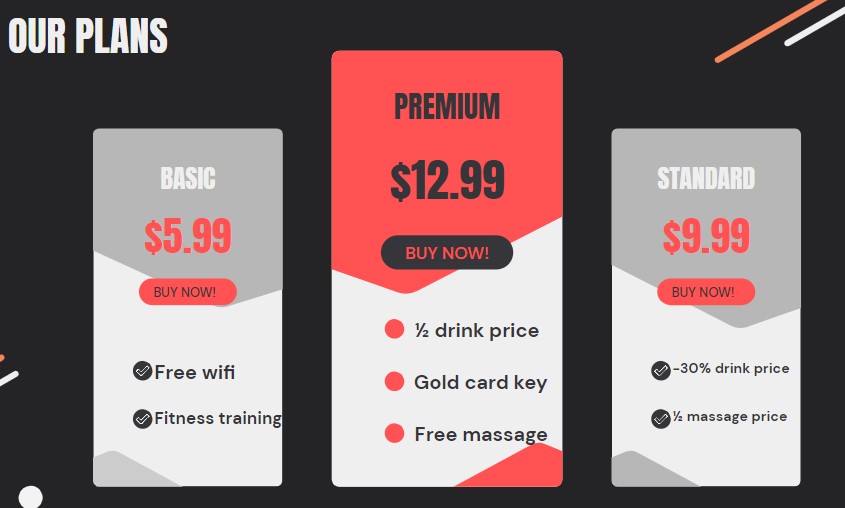 OUR PLANS
BASIC
$5.99
BUY NOW!
Free wifi
Fitness training
PREMIUM
$12.99
BUY NOW!
½ drink price
Gold card key
Free massage
STANDARD
$9.99
BUY NOW!
-30% drink price
½ massage price